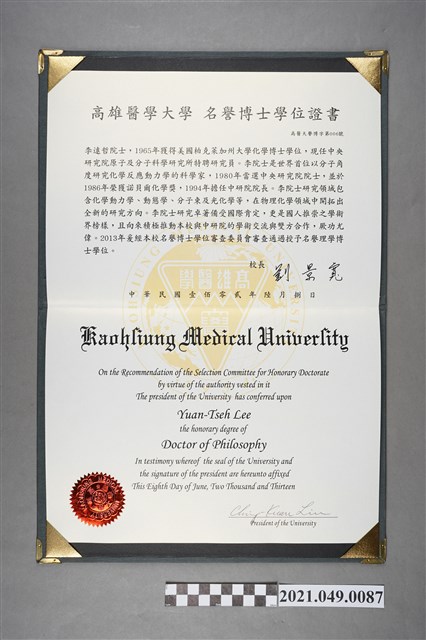 高雄醫學大學 名譽博士學位證書
高醫大譽博字第008號
李遠哲院士，1965年獲得美國柏克萊加州大學化學博士學位，現任中央
研究院原子及分子科學研究所特聘研究員。李院士是世界首位以分子角
度研究化學反應動力學的科學家，1980年當選中央研究院院士，並於
1986年榮獲諾貝爾化學獎，1994年擔任中研院院長。李院士研究領域包
含化學動力學、動態學、分子束及光化學等，在物理化學領域中開拓出
全新的研究方向。李院士研究卓著備受國際肯定，更是國人推崇之學術
界榜樣，且向來積極推動本校與中研院的學術交流與雙方合作，厥功尤
偉。2013年爰經本校名譽博士學位審查委員會審查通過授予名譽理學博
士學位。
校長 劉景寬
中華民國壹佰零貳年陸月捌日
Kaohsiung Medical University
On the Recommendation of the Selection Committee for Honorary Doctorate
by virtue of the authority vested in it
The president of the University has conferred upon
Yuan-Tseh Lee
the honorary degree of
Doctor of Philosophy
In testimony whereof the seal of the University and
the signature of the president are hereunto affixed
This Eighth Day of June, Two Thousand and Thirteen
President of the University
2021.049.0087